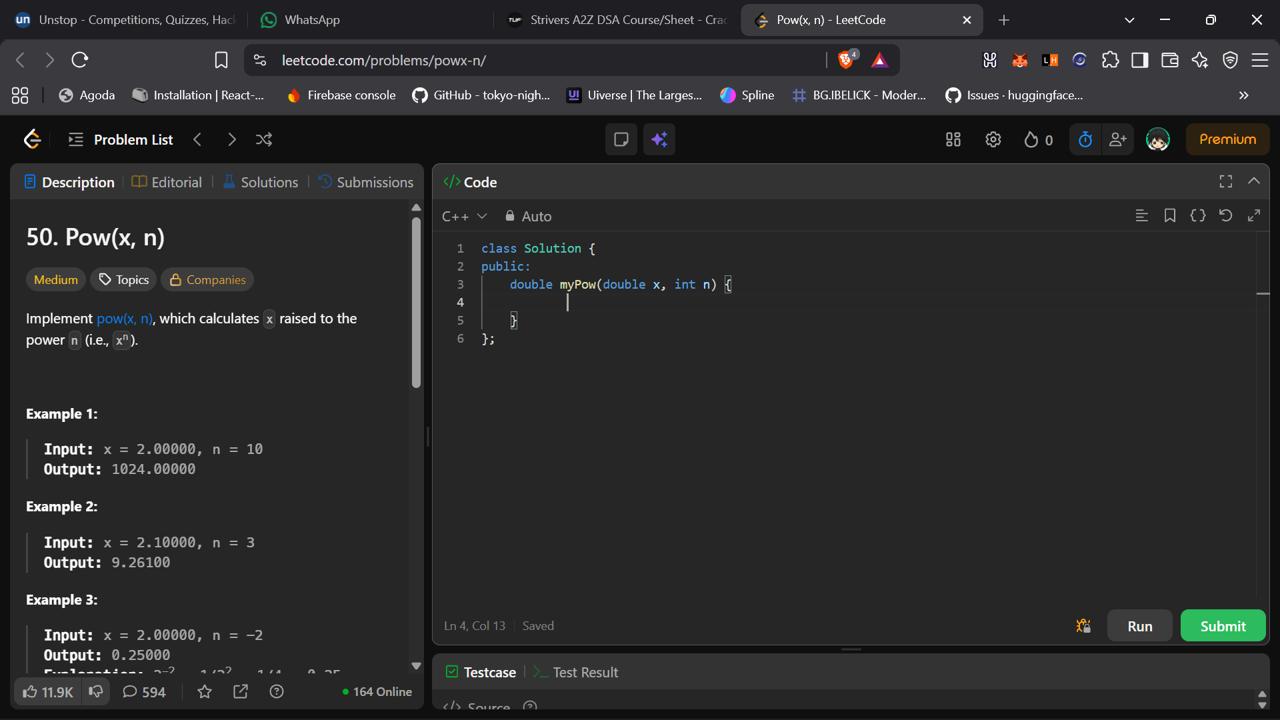 Unstop - Competitions, Quizzes, Hac
WhatsApp
Strivers A2Z DSA Course/Sheet - Crac
Pow(x, n) - LeetCode
leetcode.com/problems/powx-n/
4
Agoda
Installation | React-...
Firebase console
GitHub - tokyo-nigh...
UI
Uiverse | The Larges...
Spline
BG.IBELICK - Moder...
Issues · huggingface...
Problem List
0
Premium
Description
Editorial
Solutions
Submissions
50. Pow(x, n)
Medium
Topics
Companies
Implement pow(x, n), which calculates x raised to the
power n (i.e., xⁿ).
Example 1:
Input: x = 2.00000, n = 10
Output: 1024.00000
Example 2:
Input: x = 2.10000, n = 3
Output: 9.26100
Example 3:
Input: x = 2.00000, n = -2
Output: 0.25000
11.9K
594
164 Online
</> Code
C++
Auto
1 class Solution {
2 public:
3 double myPow(double x, int n) {
4
5 }
6 };
Ln 4, Col 13
Saved
Run
Submit
Testcase
Test Result
</> Source